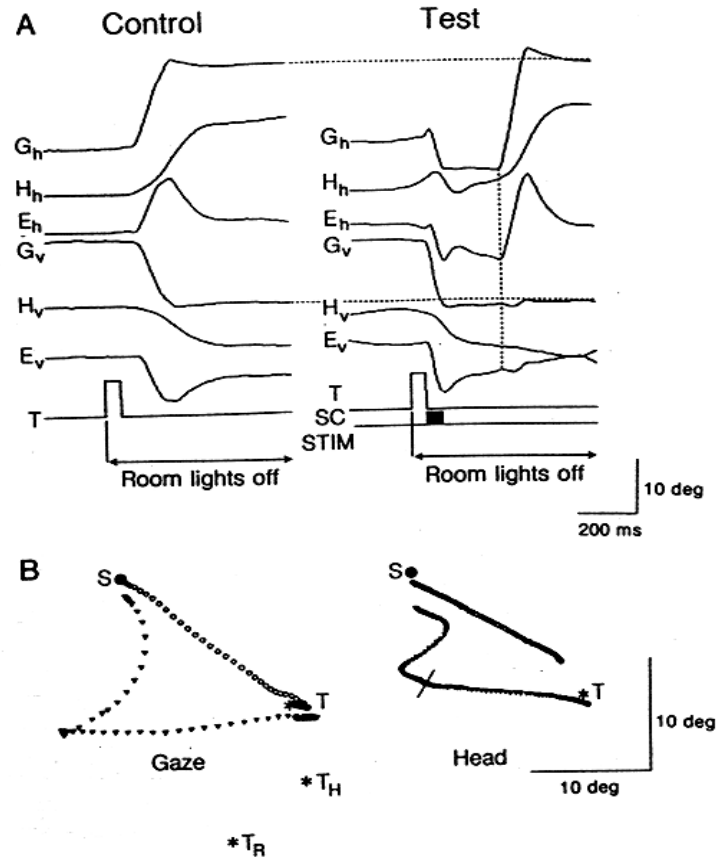 A
Control
Test
Gh
Hh
Eh
Gv
Hv
Ev
T
Room lights off
Gh
Hh
Eh
Gv
Hv
Ev
T
SC
STIM
Room lights off
10 deg
200 ms
B
S
T
Gaze
*TH
*TR
S
*T
Head
10 deg
10 deg